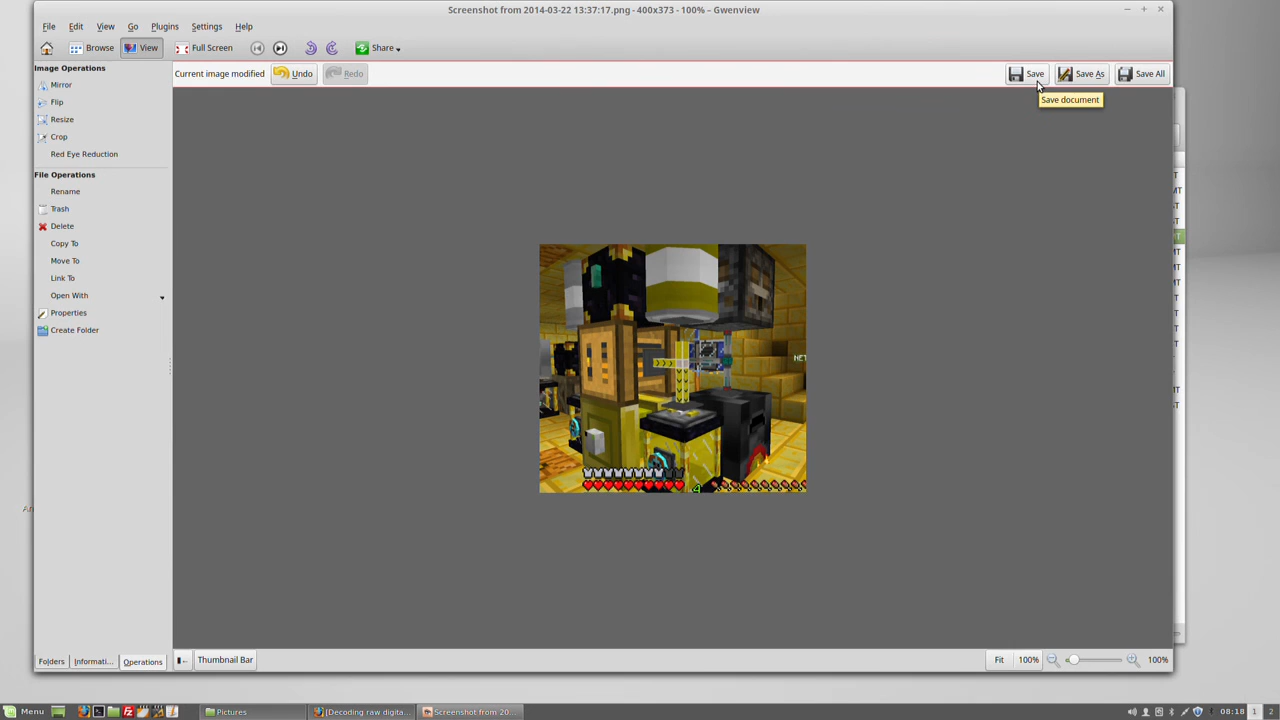 Screenshot from 2014-03-22 13:37:17.png - 400x373 - 100% – Gwenview
File Edit View Go Plugins Settings Help
Browse View Full Screen Share
Image Operations
Current image modified Undo Redo Save Save As Save All
Mirror
Save document
Flip
Resize
Crop
Red Eye Reduction
File Operations
Rename
Trash
Delete
Copy To
Move To
Link To
Open With
Properties
Create Folder
NET
4
Folders Informati... Operations
Thumbnail Bar Fit 100% 100%
Menu Pictures [Decoding raw digita... Screenshot from 20... 08:18 1 2